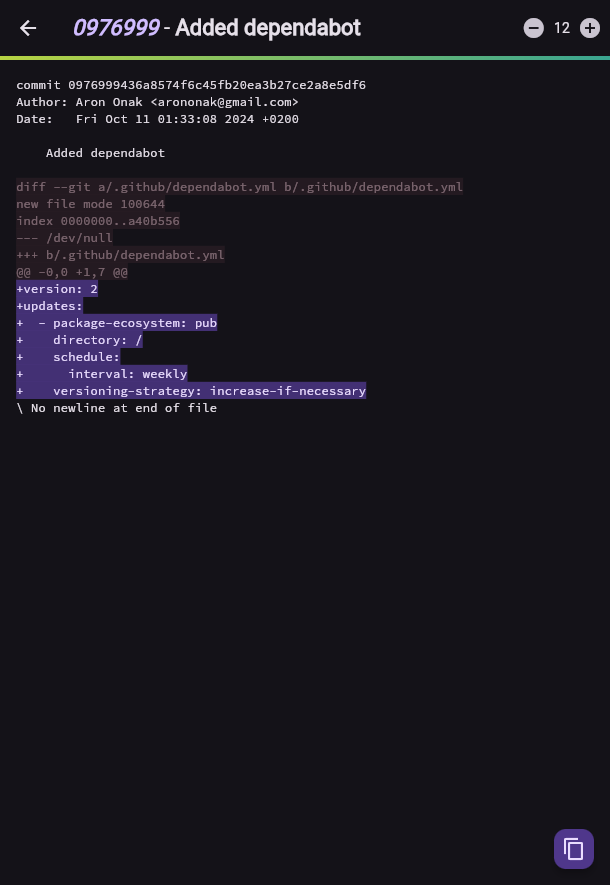 0976999 - Added dependabot
12
commit 0976999436a8574f6c45fb20ea3b27ce2a8e5df6
Author: Aron Onak <arononak@gmail.com>
Date:   Fri Oct 11 01:33:08 2024 +0200
    Added dependabot
diff --git a/.github/dependabot.yml b/.github/dependabot.yml
new file mode 100644
index 0000000..a40b556
--- /dev/null
+++ b/.github/dependabot.yml
@@ -0,0 +1,7 @@
+version: 2
+updates:
+  - package-ecosystem: pub
+    directory: /
+    schedule:
+      interval: weekly
+    versioning-strategy: increase-if-necessary
\ No newline at end of file